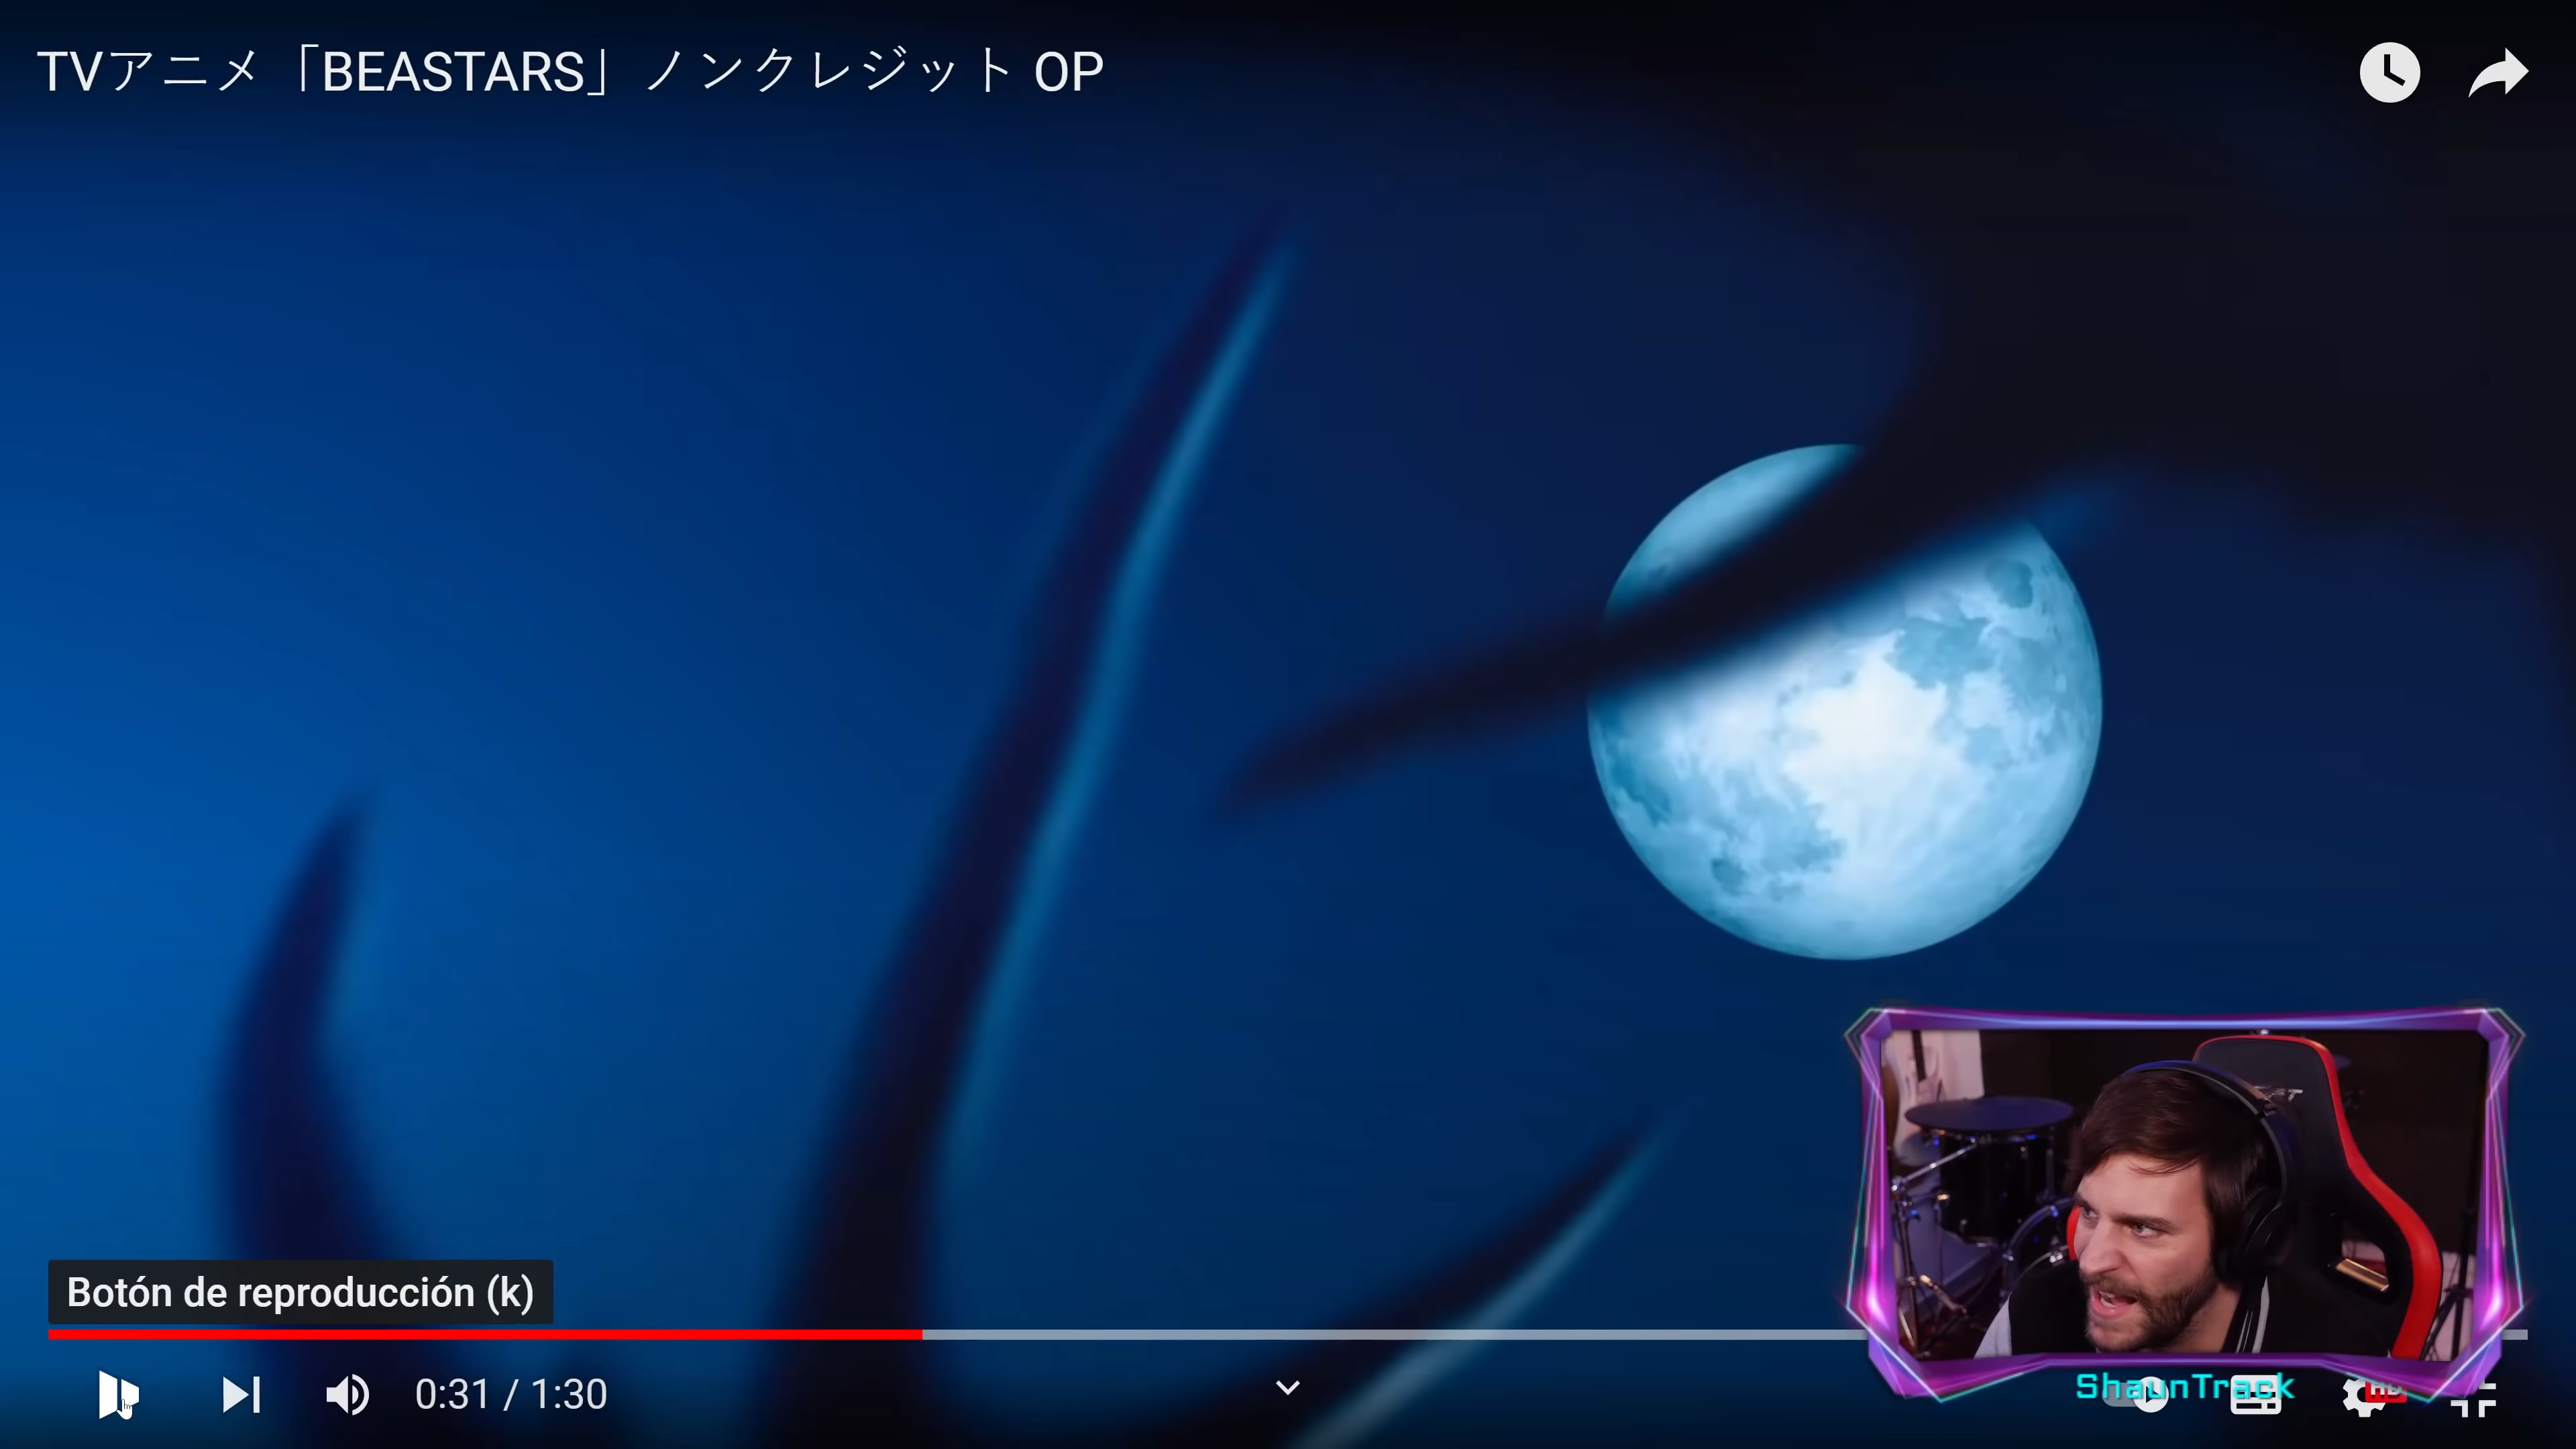 TVアニメ「BEASTARS」ノンクレジット OP
Botón de reproducción (k)
0:31 / 1:30
ShaunTrack
HD